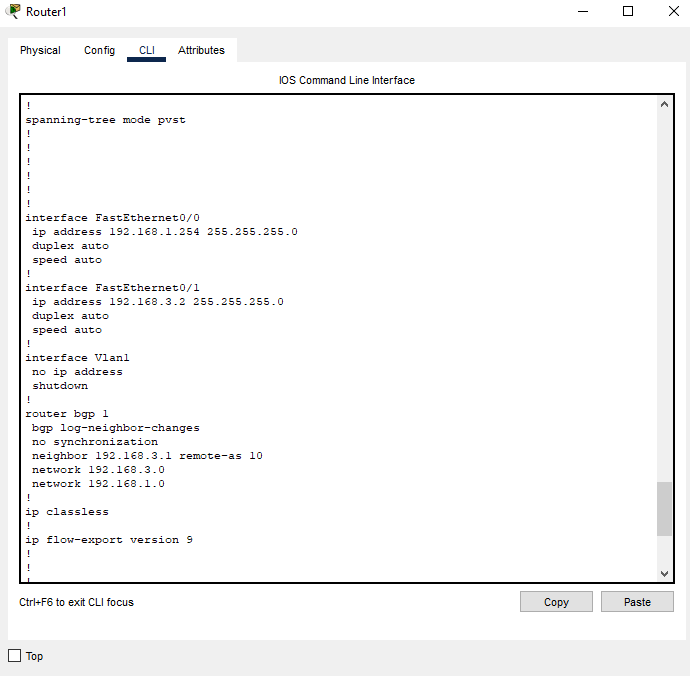 Router1
Physical Config CLI Attributes
IOS Command Line Interface
!
spanning-tree mode pvst
!
!
!
!
!
!
interface FastEthernet0/0
ip address 192.168.1.254 255.255.255.0
duplex auto
speed auto
!
interface FastEthernet0/1
ip address 192.168.3.2 255.255.255.0
duplex auto
speed auto
!
interface Vlan1
no ip address
shutdown
!
router bgp 1
bgp log-neighbor-changes
no synchronization
neighbor 192.168.3.1 remote-as 10
network 192.168.3.0
network 192.168.1.0
!
ip classless
!
ip flow-export version 9
!
!
!
Ctrl+F6 to exit CLI focus
Copy Paste
Top